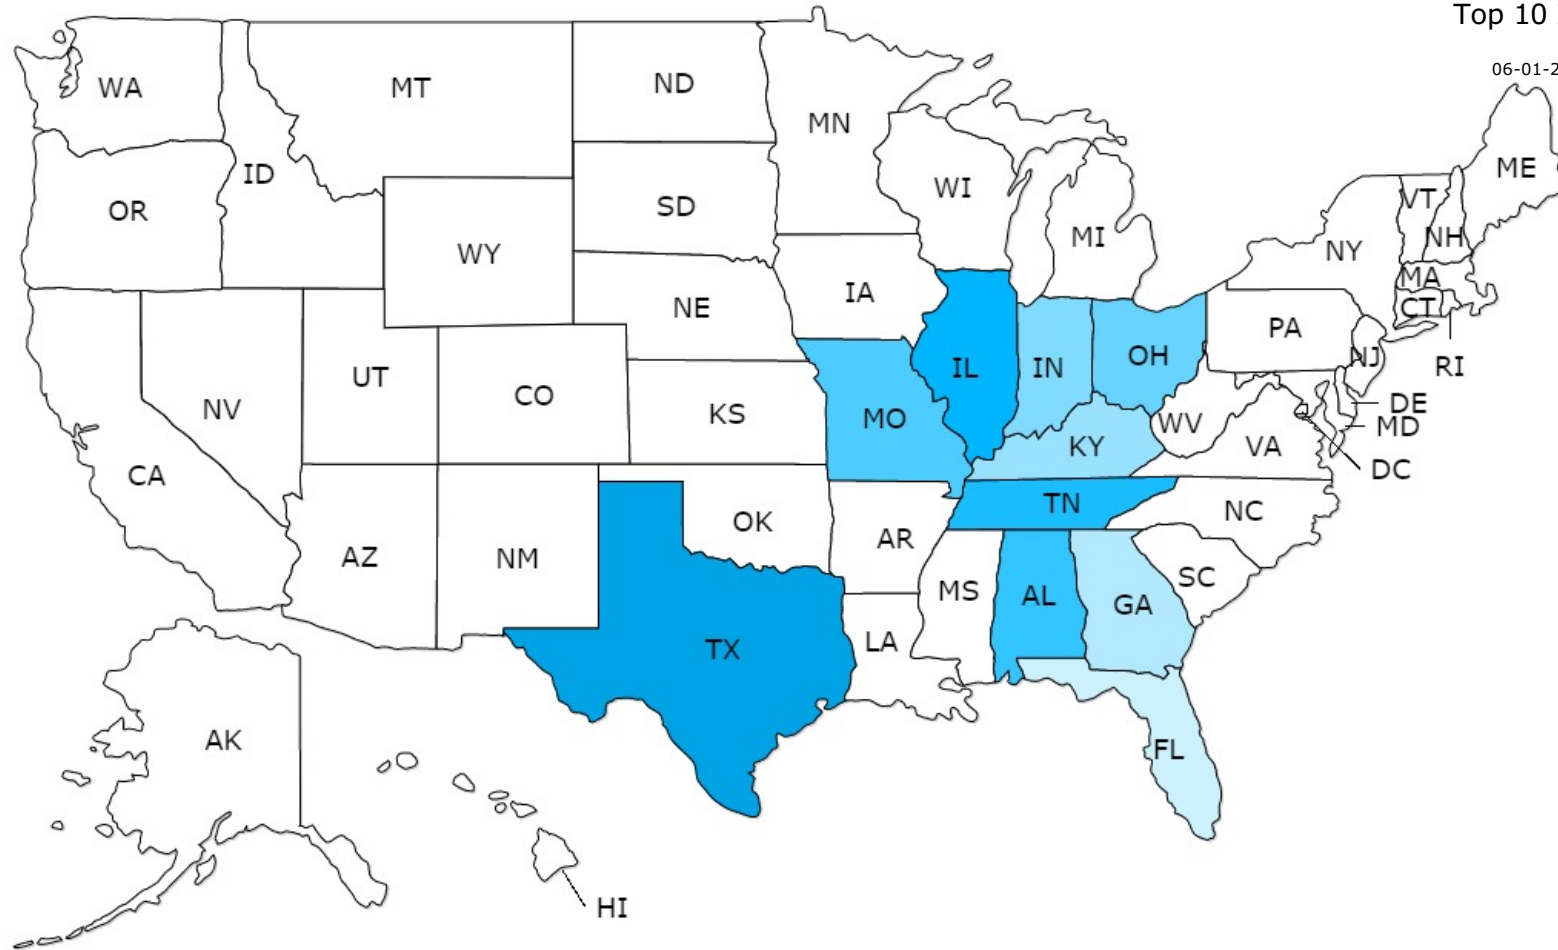 Top 10
06-01-2
WA
MT
ND
MN
ME
ID
VT
OR
SD
WI
NH
MI
NY
WY
MA
IA
NE
CT
PA
IL
IN
OH
NJ
RI
UT
CO
NV
KS
MO
DE
WV
MD
KY
VA
CA
DC
TN
NC
OK
AR
AZ
NM
SC
MS
AL
GA
LA
TX
AK
FL
HI